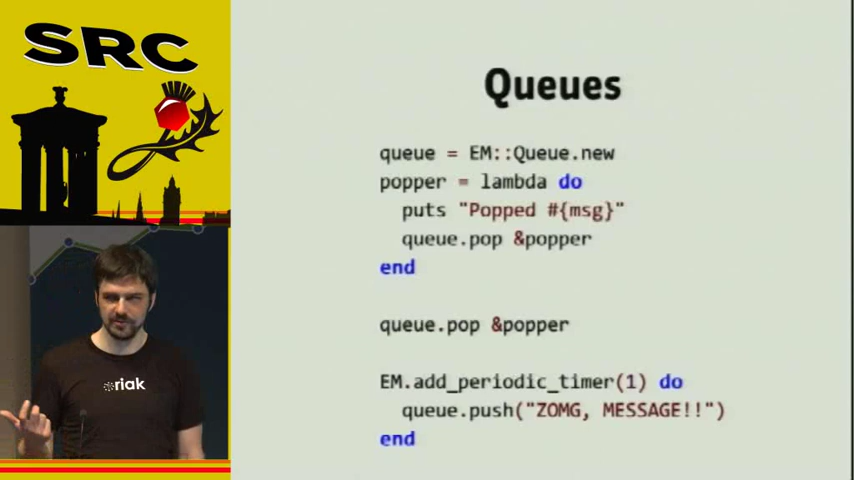 SRC
Queues
queue = EM::Queue.new
popper = lambda do
puts "Popped #{msg}"
queue.pop &popper
end
queue.pop &popper
EM.add_periodic_timer(1) do
queue.push("ZOMG, MESSAGE!!")
end
riak